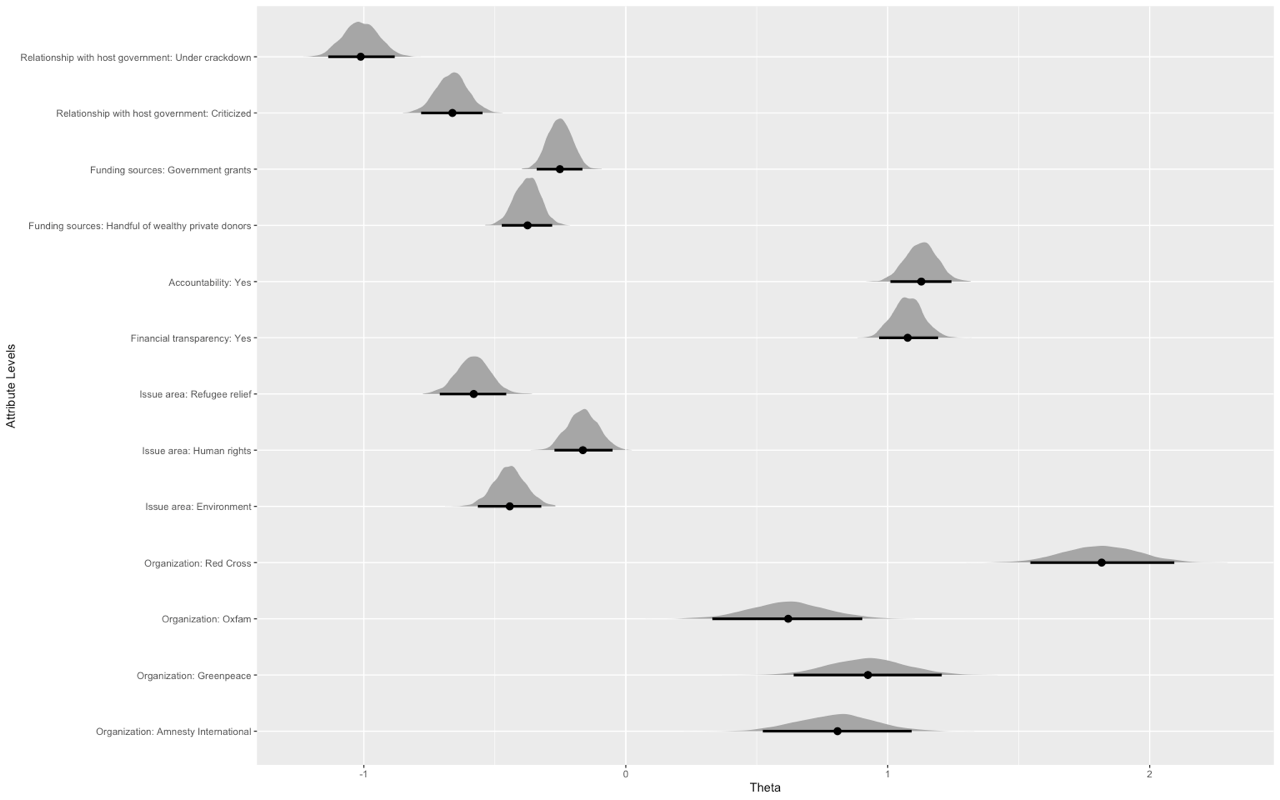 Relationship with host government: Under crackdown
Relationship with host government: Criticized
Funding sources: Government grants
Funding sources: Handful of wealthy private donors
Accountability: Yes
Financial transparency: Yes
Issue area: Refugee relief
Issue area: Human rights
Issue area: Environment
Organization: Red Cross
Organization: Oxfam
Organization: Greenpeace
Organization: Amnesty International
Attribute Levels
-1 0 1 2
Theta